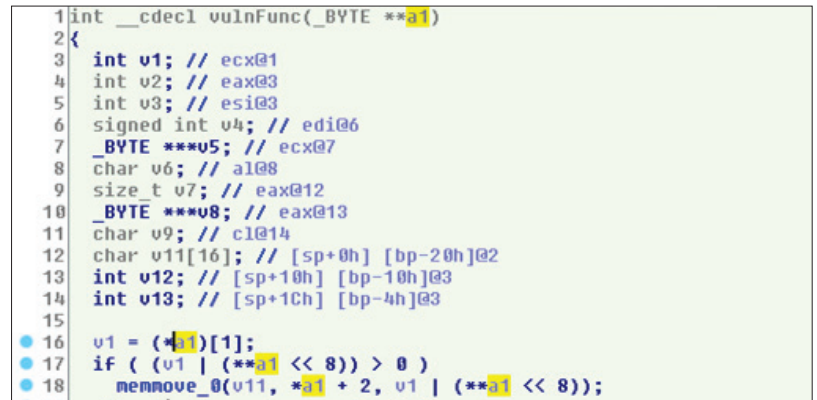 1 int __cdecl vulnFunc(_BYTE **a1)
2 {
3 int v1; // ecx@1
4 int v2; // eax@3
5 int v3; // esi@3
6 signed int v4; // edi@6
7 _BYTE ***v5; // ecx@7
8 char v6; // al@8
9 size_t v7; // eax@12
10 _BYTE ***v8; // eax@13
11 char v9; // cl@14
12 char v11[16]; // [sp+0h] [bp-20h]@2
13 int v12; // [sp+10h] [bp-10h]@3
14 int v13; // [sp+1Ch] [bp-4h]@3
15
16 v1 = (*a1)[1];
17 if ( (v1 | (**a1 << 8)) > 0 )
18 memmove_0(v11, *a1 + 2, v1 | (**a1 << 8));